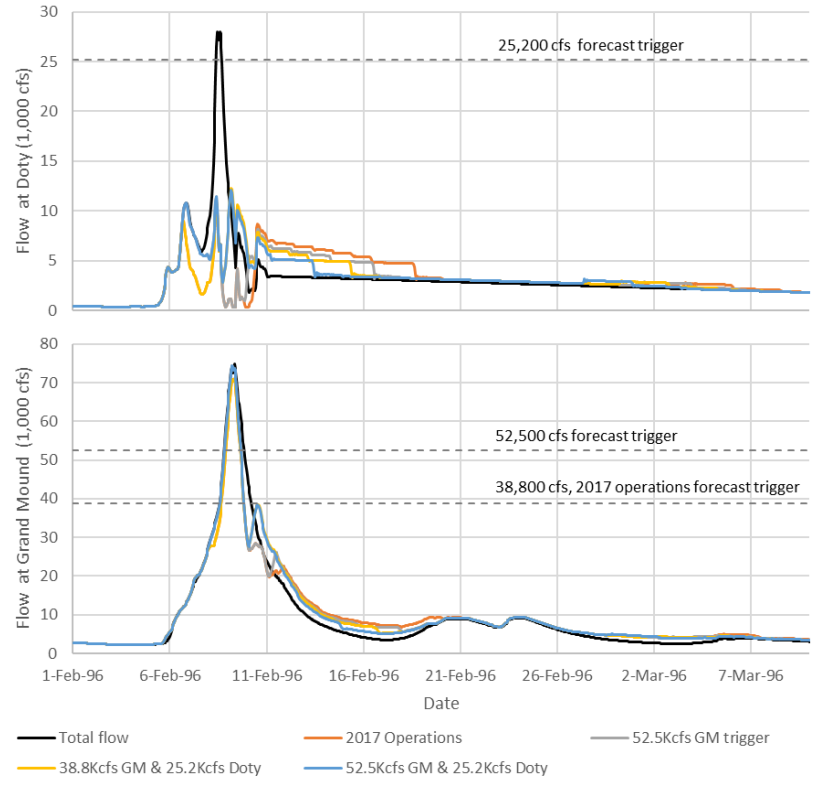 30
25,200 cfs forecast trigger
25
20
15
10
5
0
Flow at Doty (1,000 cfs)
80
70
60
52,500 cfs forecast trigger
50
38,800 cfs, 2017 operations forecast trigger
40
30
20
10
0
Flow at Grand Mound (1,000 cfs)
1-Feb-96 6-Feb-96 11-Feb-96 16-Feb-96 21-Feb-96 26-Feb-96 2-Mar-96 7-Mar-96
Date
Total flow 2017 Operations 52.5Kcfs GM trigger
38.8Kcfs GM & 25.2Kcfs Doty 52.5Kcfs GM & 25.2Kcfs Doty